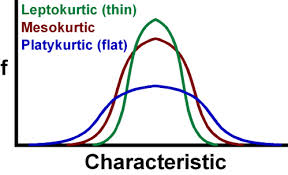 Leptokurtic (thin)
Mesokurtic
Platykurtic (flat)
f
Characteristic